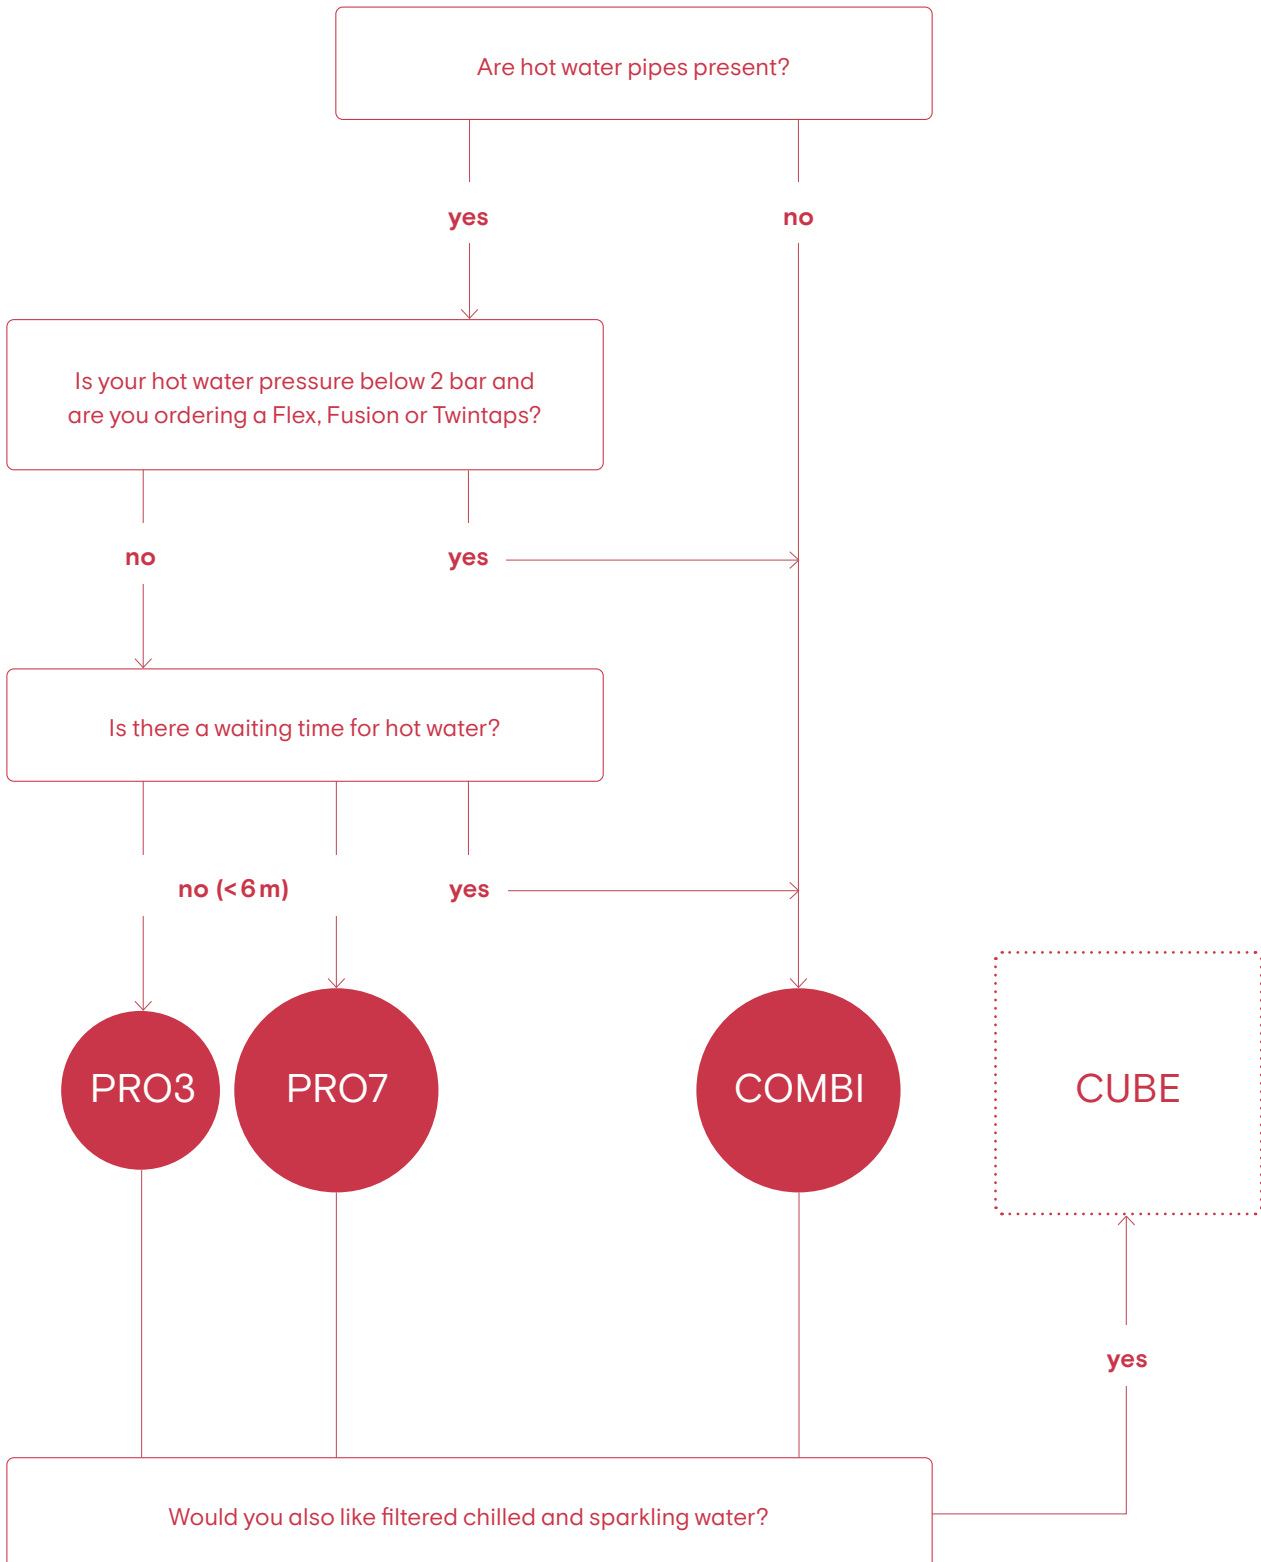 Are hot water pipes present?
yes
no
Is your hot water pressure below 2 bar and
are you ordering a Flex, Fusion or Twintaps?
no
yes
Is there a waiting time for hot water?
no (<6 m)
yes
PRO3
PRO7
COMBI
CUBE
yes
Would you also like filtered chilled and sparkling water?